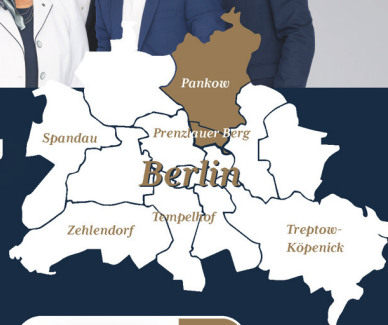 Pankow
Spandau
Prenzlauer Berg
Berlin
Tempelhof
Zehlendorf
Treptow-
Köpenick